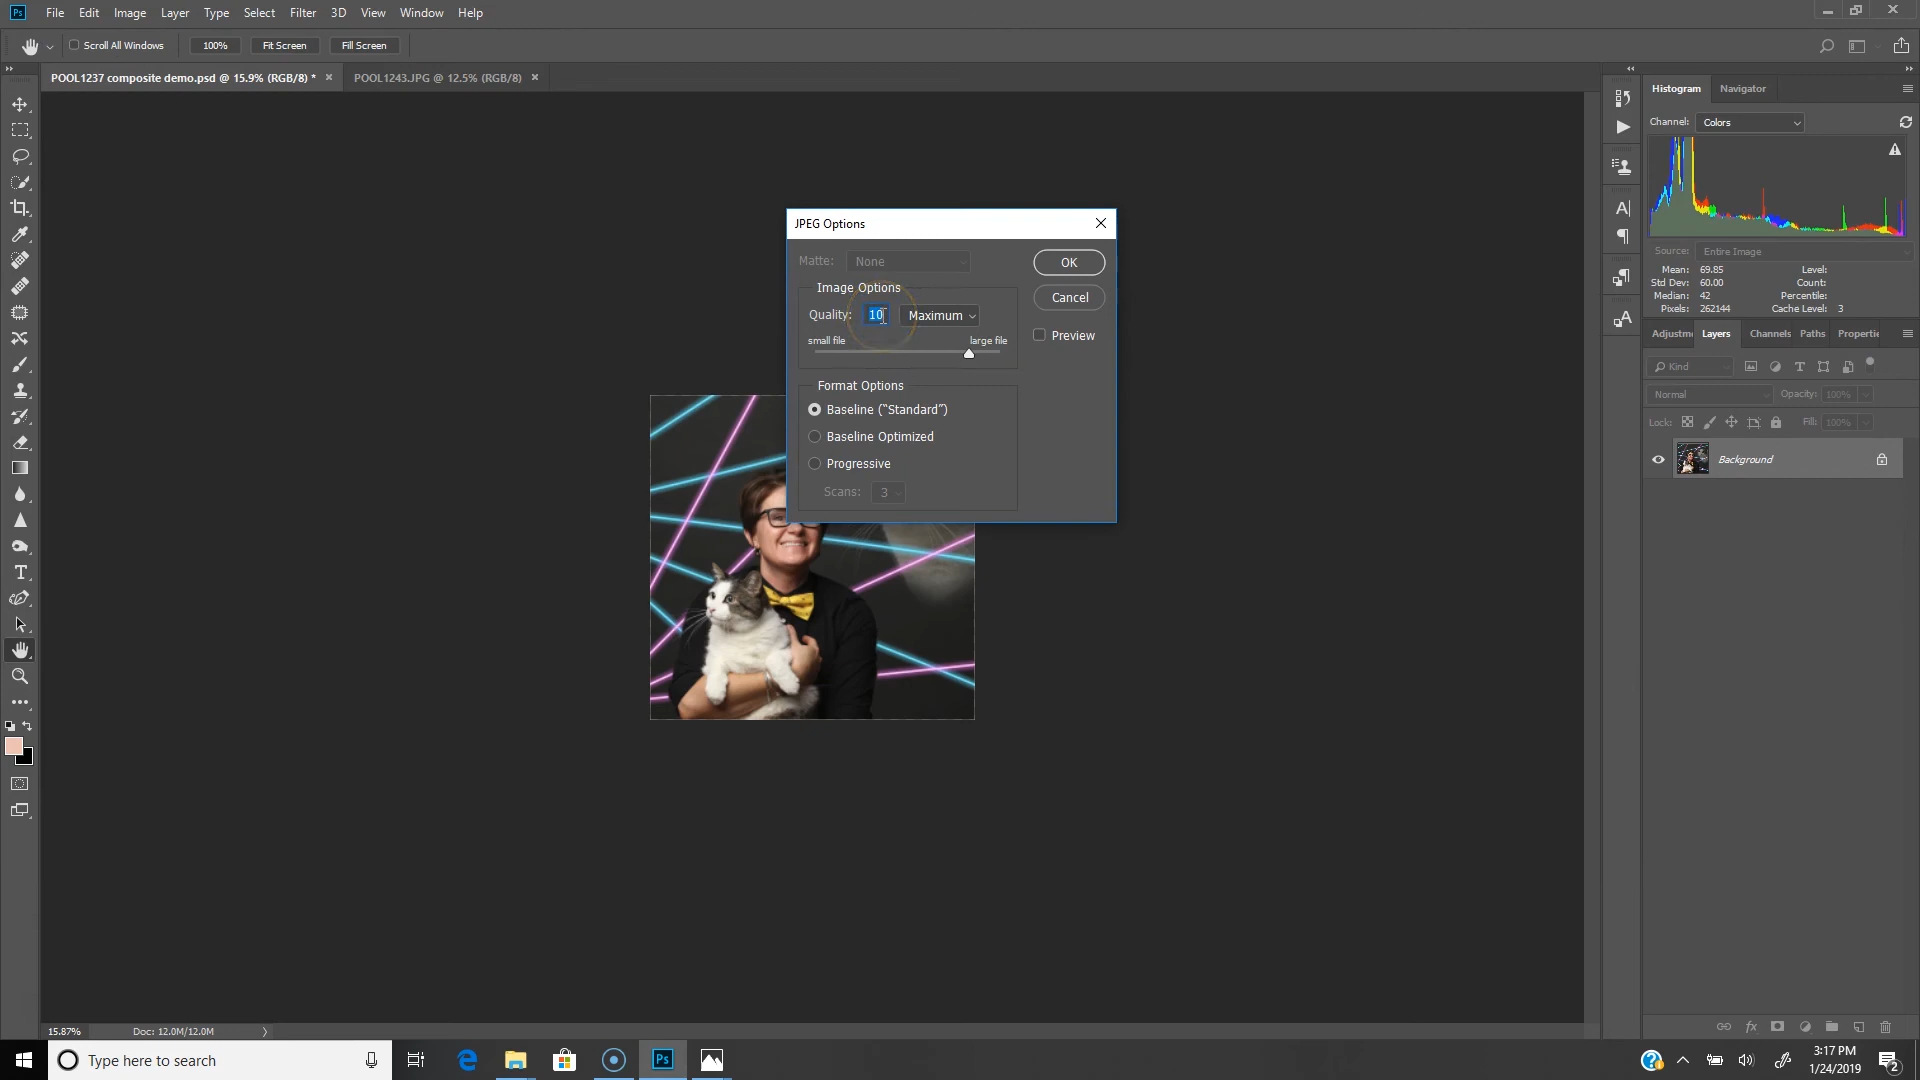 Ps File Edit Image Layer Type Select Filter 3D View Window Help
Scroll All Windows 100% Fit Screen Fill Screen
POOL1237 composite demo.psd @ 15.9% (RGB/8) * × POOL1243.JPG @ 12.5% (RGB/8) ×
Histogram Navigator
Channel: Colors
Source: Entire Image
Mean: 69.85 Level:
Std Dev: 60.00 Count:
Median: 42 Percentile:
Pixels: 262144 Cache Level: 3
JPEG Options
Matte: None OK
Image Options
Cancel
Quality: 10 Maximum
small file large file
Preview
Format Options
Baseline (“Standard”)
Baseline Optimized
Progressive
Scans: 3
Adjustm Layers Channels Paths Properti
Kind
Normal Opacity: 100%
Lock: Fill: 100%
Background
15.87% Doc: 12.0M/12.0M
Type here to search
Ps
3:17 PM
1/24/2019
2